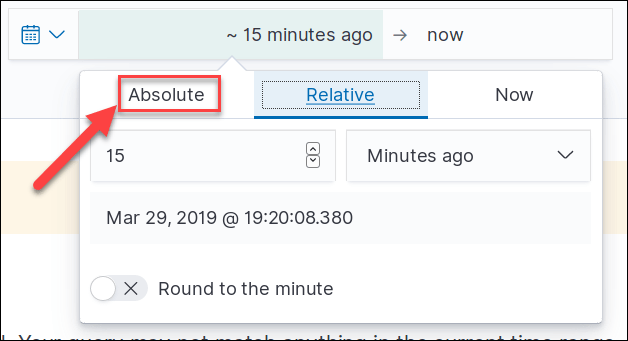 ~ 15 minutes ago → now
Absolute Relative Now
15 Minutes ago
Mar 29, 2019 @ 19:20:08.380
Round to the minute
Your query may not match anything in the current time range